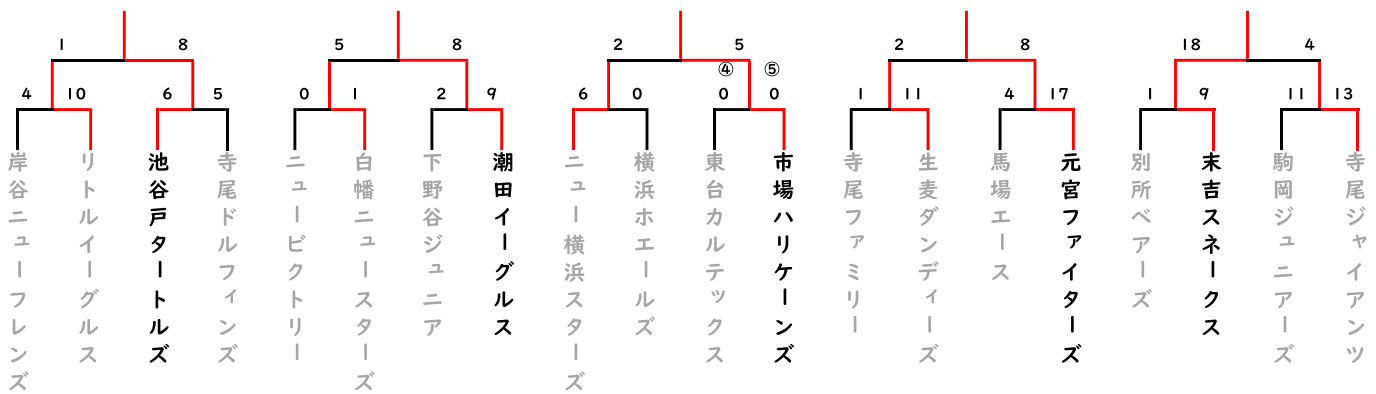 1 8 5 8 2 5 2 8 18 4
④ ⑤
4 10 6 5 0 1 2 9 6 0 0 0 1 11 4 17 1 9 11 13
岸谷ニューフレンズ
リトルイーグルス
池谷戸タートルズ
寺尾ドルフィンズ
ニュービクトリー
白幡ニュースターズ
下野谷ジュニア
潮田イーグルス
ニュー横浜スターズ
横浜ホエールズ
東台カルテックス
市場ハリケーンズ
寺尾ファミリー
生麦ダンディーズ
馬場エース
元宮ファイターズ
別所ベアーズ
末吉スネークス
駒岡ジュニアーズ
寺尾ジャイアンツ